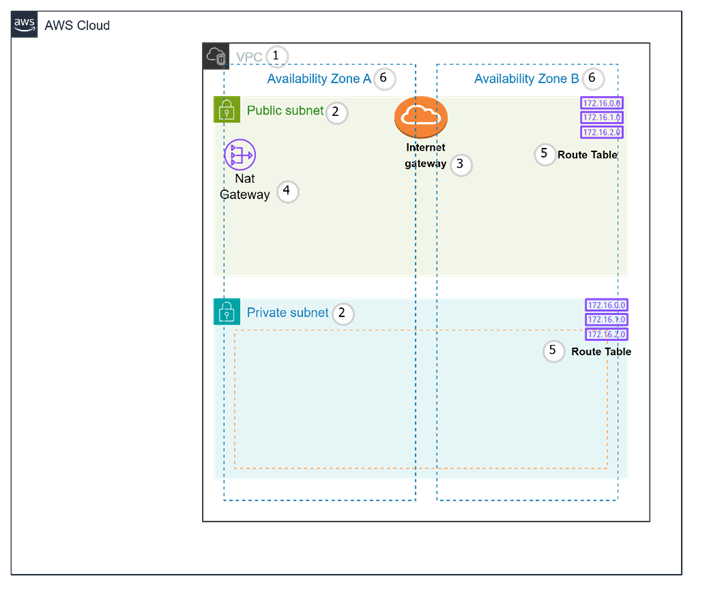 aws AWS Cloud
VPC 1
Availability Zone A 6
Availability Zone B 6
Public subnet 2
172.16.0.0
172.16.1.0
172.16.2.0
Internet
gateway 3
5 Route Table
Nat
Gateway 4
Private subnet 2
172.16.0.0
172.16.1.0
172.16.2.0
5 Route Table